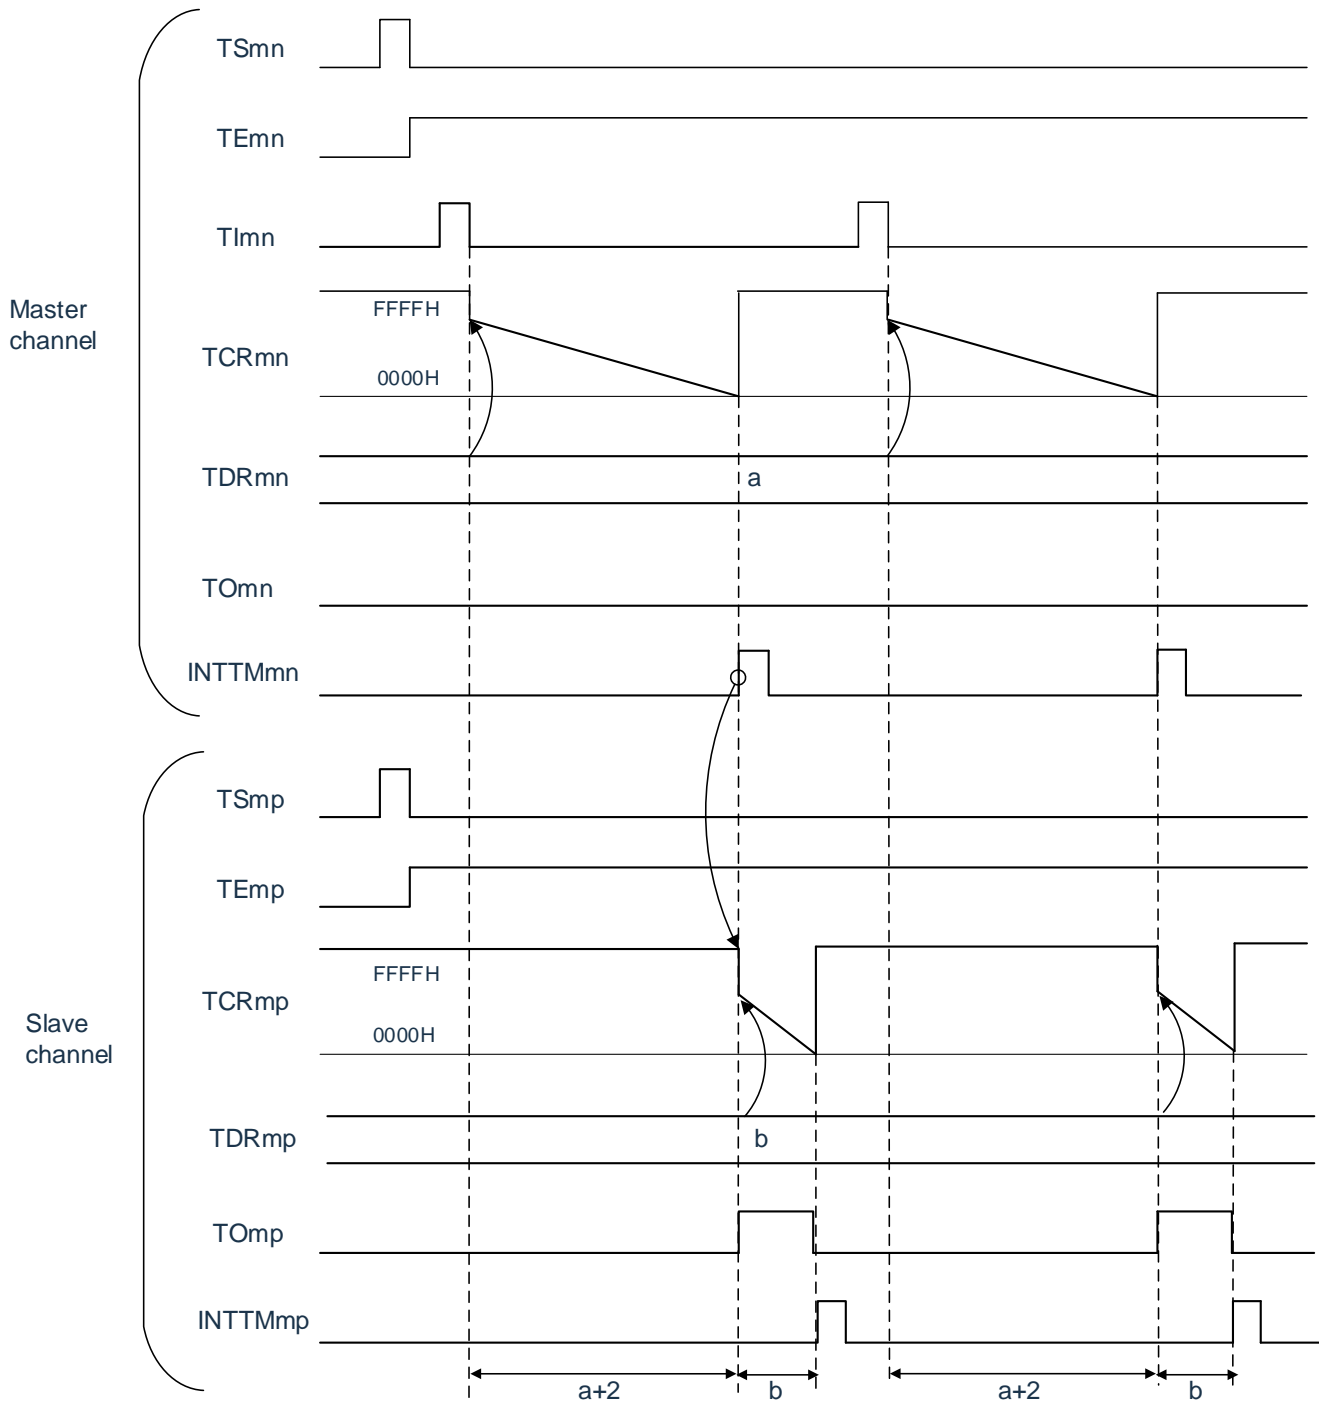 TSmn
TEmn
TImn
Master
channel
FFFFH
TCRmn
0000H
TDRmn
a
TOmn
INTTMmn
TSmp
TEmp
FFFFH
TCRmp
Slave
channel
0000H
TDRmp
b
TOmp
INTTMmp
a+2 b a+2 b